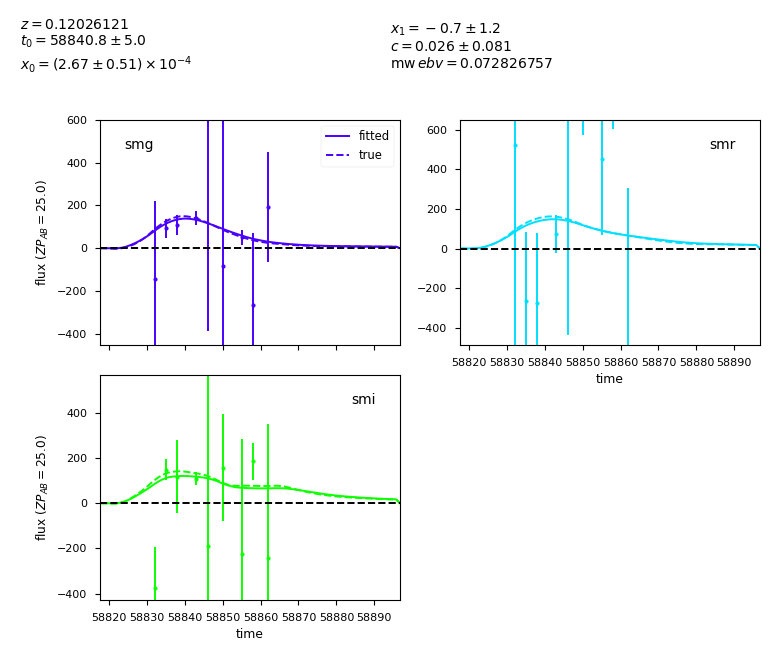 z = 0.12026121
t₀ = 58840.8 ± 5.0
x₀ = (2.67 ± 0.51) × 10⁻⁴
x₁ = −0.7 ± 1.2
c = 0.026 ± 0.081
mw ebv = 0.072826757
smg
fitted
true
600
400
200
0
−200
−400
flux (ZP_AB = 25.0)
smr
600
400
200
0
−200
−400
58820 58830 58840 58850 58860 58870 58880 58890
time
smi
400
200
0
−200
−400
flux (ZP_AB = 25.0)
58820 58830 58840 58850 58860 58870 58880 58890
time